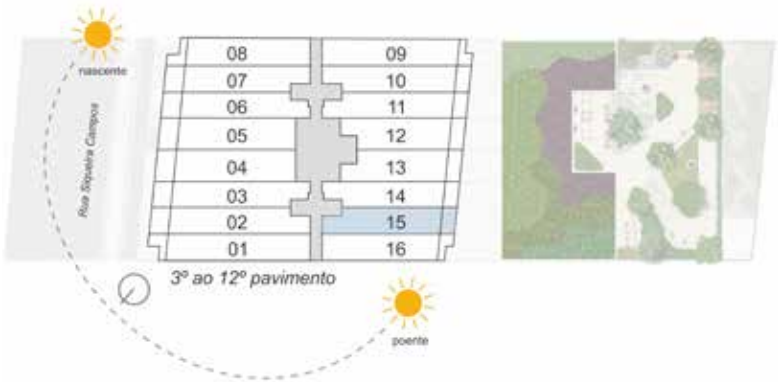 nascente
Rua Siqueira Campos
08 09
07 10
06 11
05 12
04 13
03 14
02 15
01 16
3º ao 12º pavimento
poente